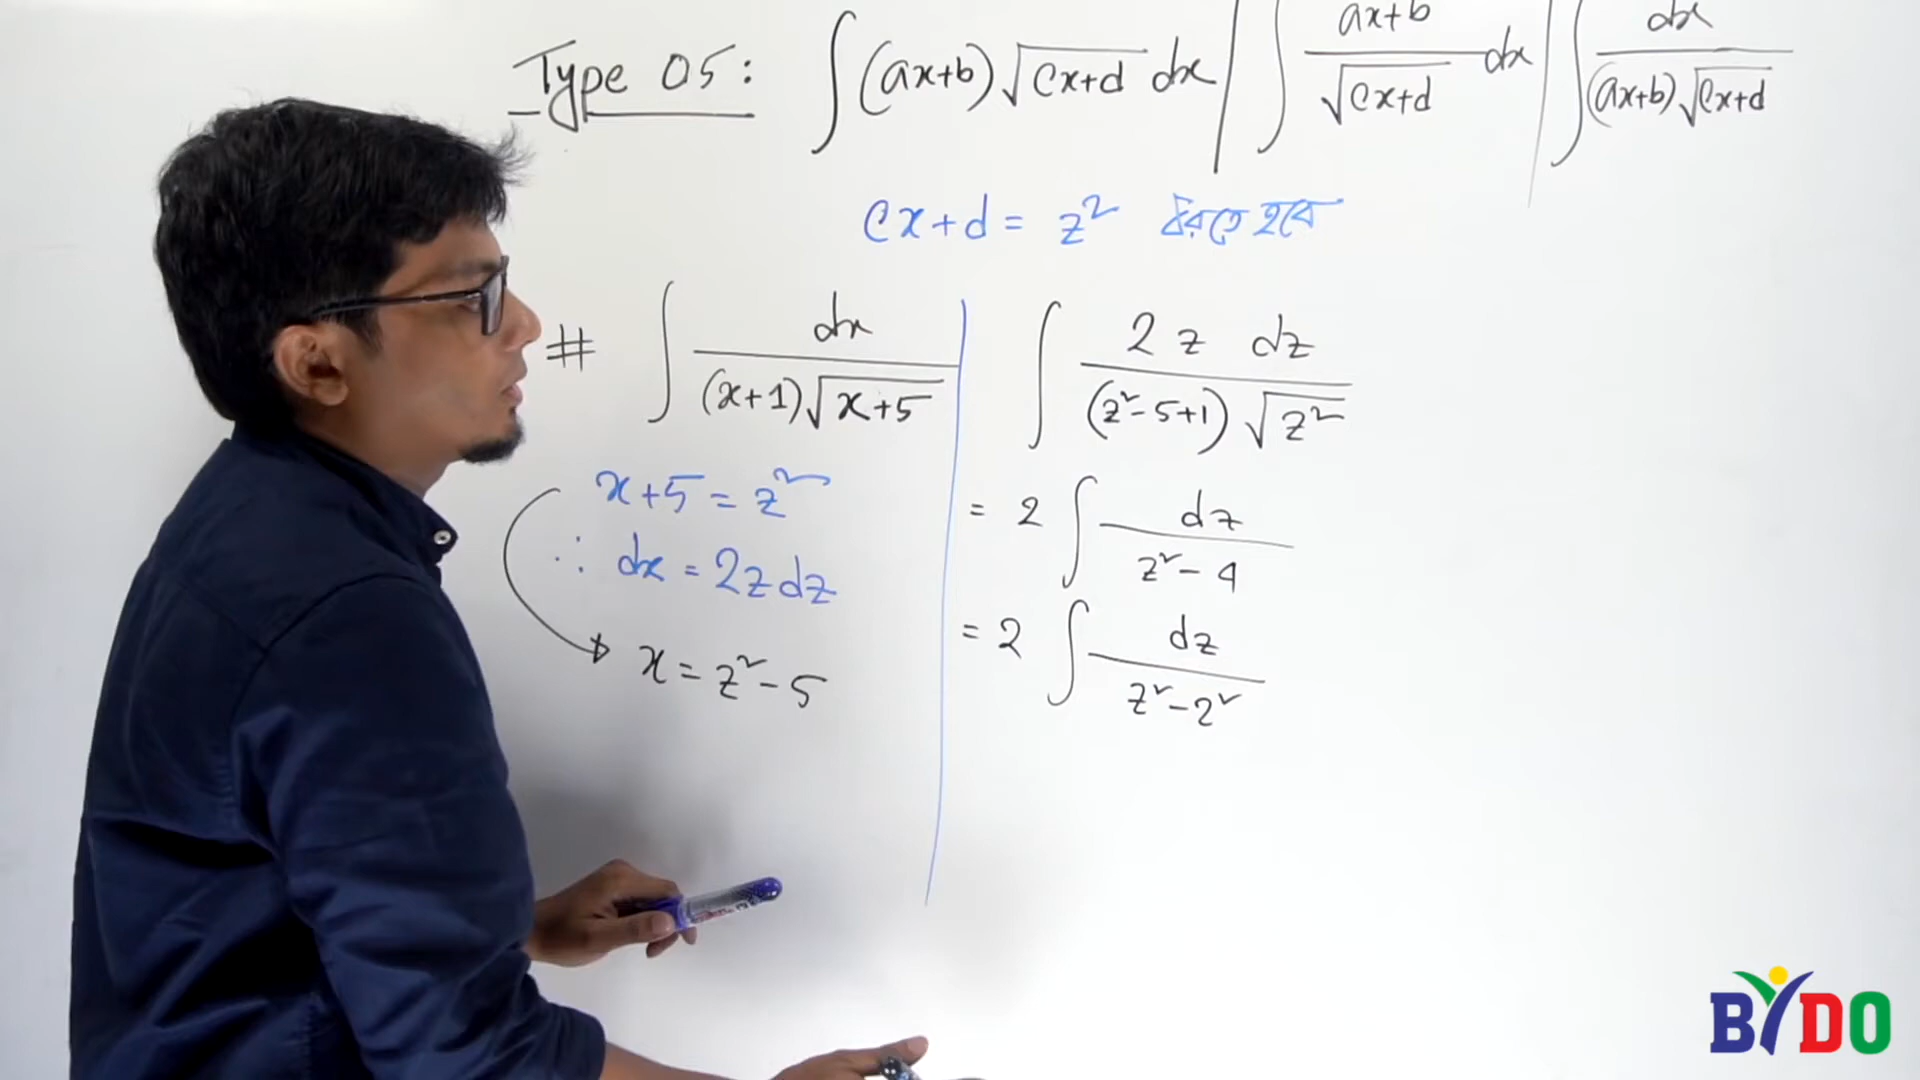 Type 05: ∫(ax+b)√(cx+d) dx | ∫ (ax+b)/√(cx+d) dx | ∫ dx/((ax+b)√(cx+d))
cx+d = z² ধরতে হবে
# ∫ dx/((x+1)√(x+5))
x+5 = z²
∴ dx = 2z dz
x = z² - 5
∫ 2z dz/((z²-5+1)√(z²))
= 2 ∫ dz/(z²-4)
= 2 ∫ dz/(z²-2²)
BYDO